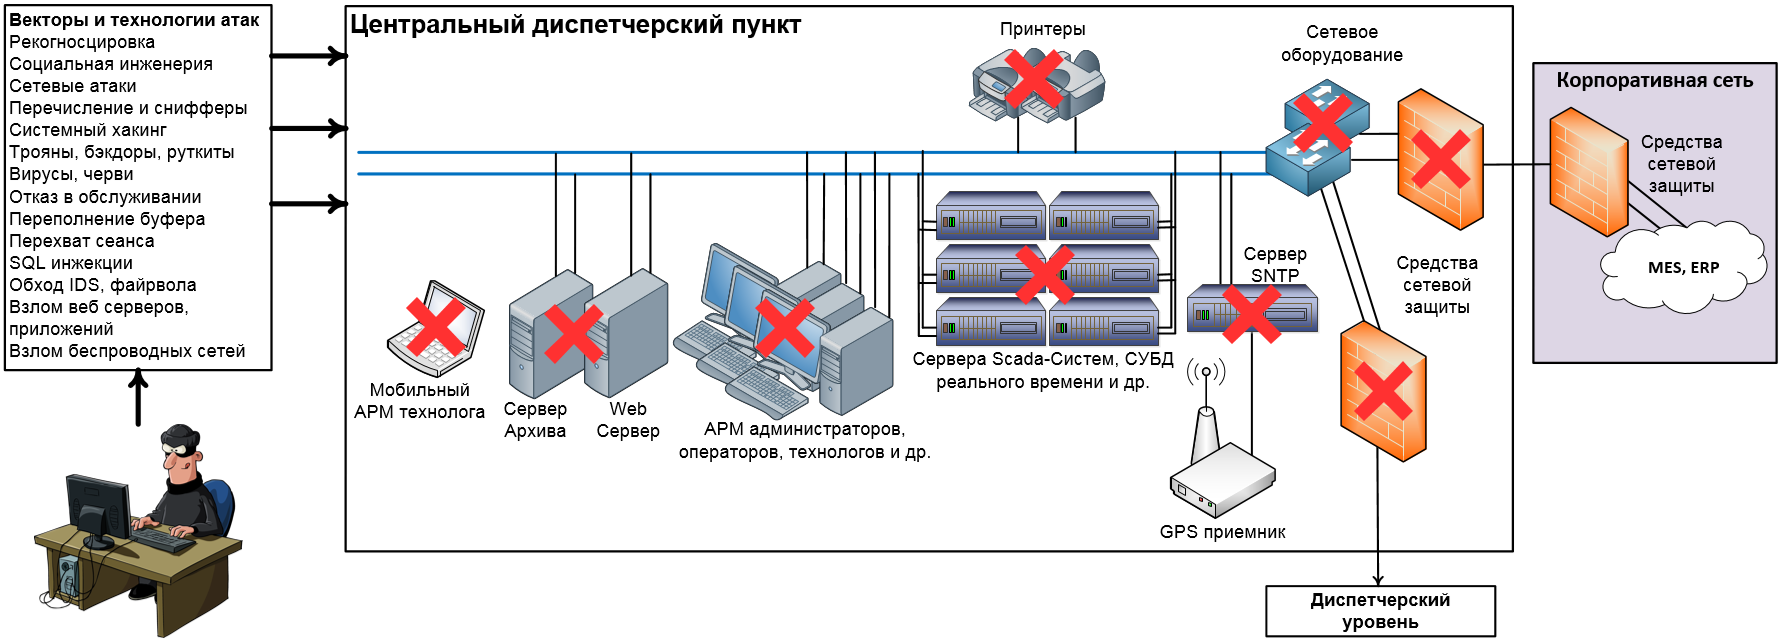 Векторы и технологии атак
Рекогносцировка
Социальная инженерия
Сетевые атаки
Перечисление и снифферы
Системный хакинг
Трояны, бэкдоры, руткиты
Вирусы, черви
Отказ в обслуживании
Переполнение буфера
Перехват сеанса
SQL инжекции
Обход IDS, файрвола
Взлом веб серверов,
приложений
Взлом беспроводных сетей
Центральный диспетчерский пункт
Принтеры
Сетевое
оборудование
Мобильный
АРМ технолога
Сервер
Архива
Web
Сервер
АРМ администраторов,
операторов, технологов и др.
Сервера Scada-Систем, СУБД
реального времени и др.
Сервер
SNTP
GPS приемник
Средства
сетевой
защиты
Диспетчерский
уровень
Корпоративная сеть
Средства
сетевой
защиты
MES, ERP